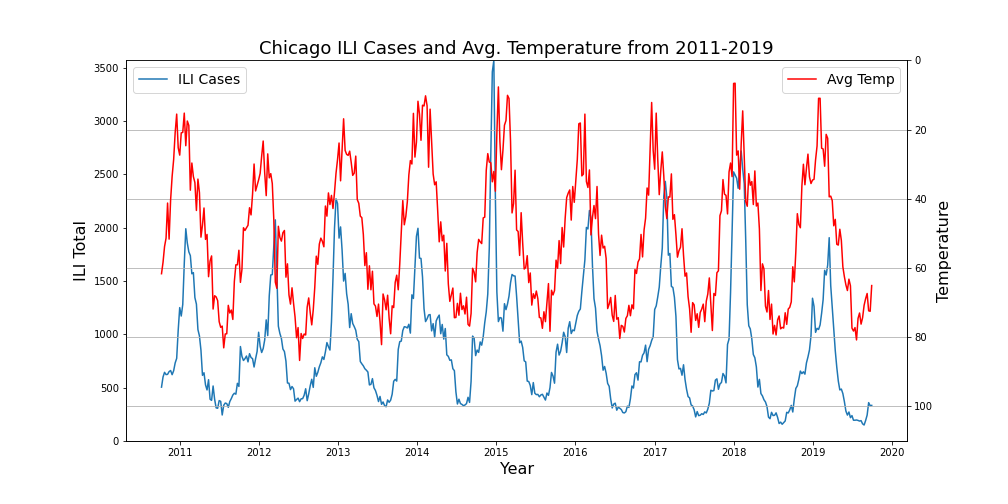 Chicago ILI Cases and Avg. Temperature from 2011-2019
ILI Cases
Avg Temp
ILI Total
3500
3000
2500
2000
1500
1000
500
0
0
20
40
60
80
100
Temperature
2011 2012 2013 2014 2015 2016 2017 2018 2019 2020
Year